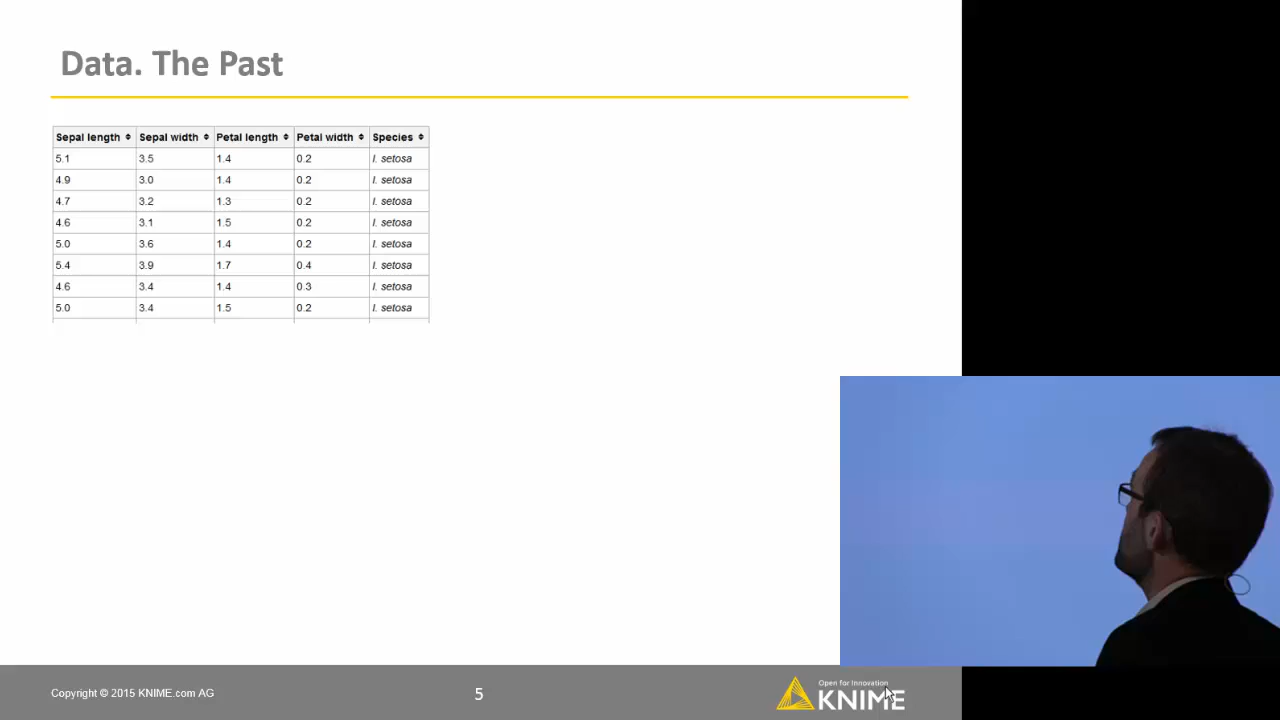 Data. The Past
Sepal length Sepal width Petal length Petal width Species
5.1 3.5 1.4 0.2 I. setosa
4.9 3.0 1.4 0.2 I. setosa
4.7 3.2 1.3 0.2 I. setosa
4.6 3.1 1.5 0.2 I. setosa
5.0 3.6 1.4 0.2 I. setosa
5.4 3.9 1.7 0.4 I. setosa
4.6 3.4 1.4 0.3 I. setosa
5.0 3.4 1.5 0.2 I. setosa
Copyright © 2015 KNIME.com AG
5
Open for Innovation
KNIME